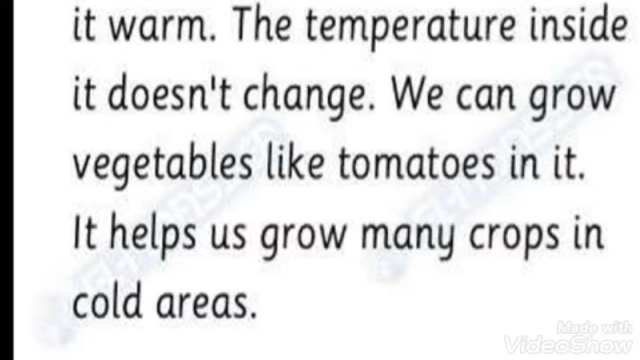 it warm. The temperature inside
it doesn't change. We can grow
vegetables like tomatoes in it.
It helps us grow many crops in
cold areas.
Made with
VideoShow